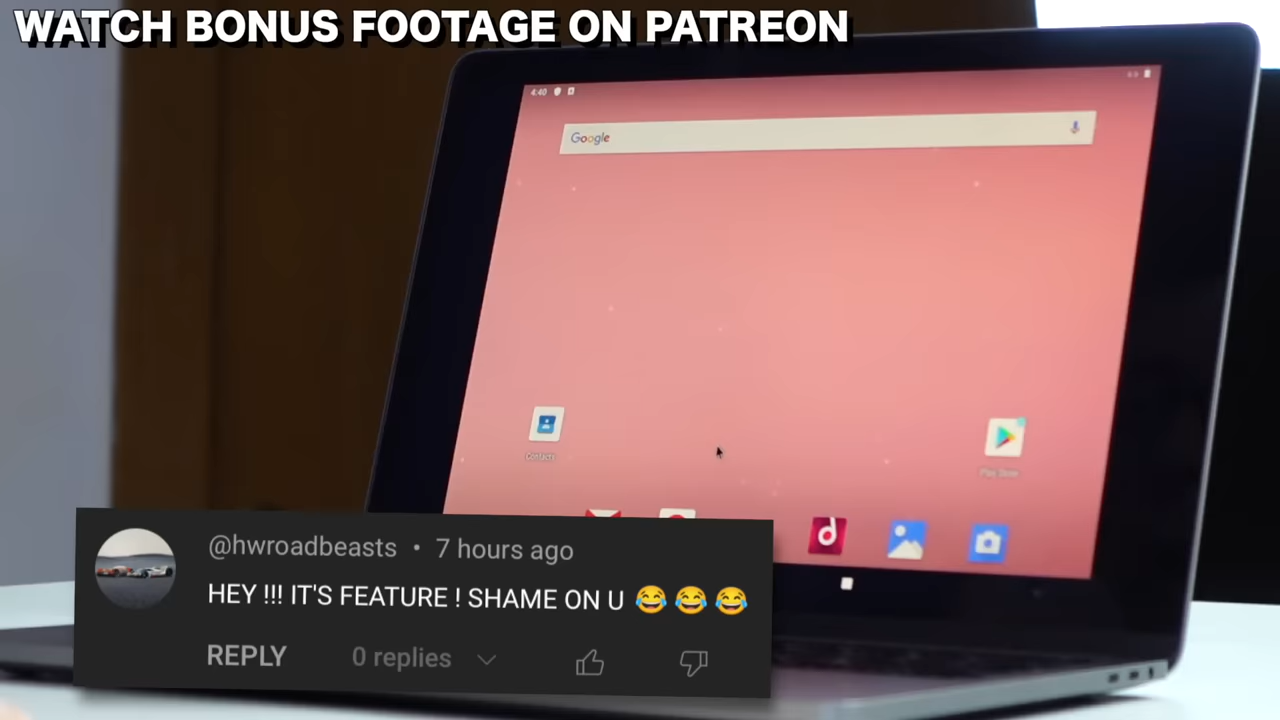 WATCH BONUS FOOTAGE ON PATREON
4:40
Google
Contacts
Play Store
@hwroadbeasts • 7 hours ago
HEY !!! IT'S FEATURE ! SHAME ON U 😂😂😂
REPLY 0 replies